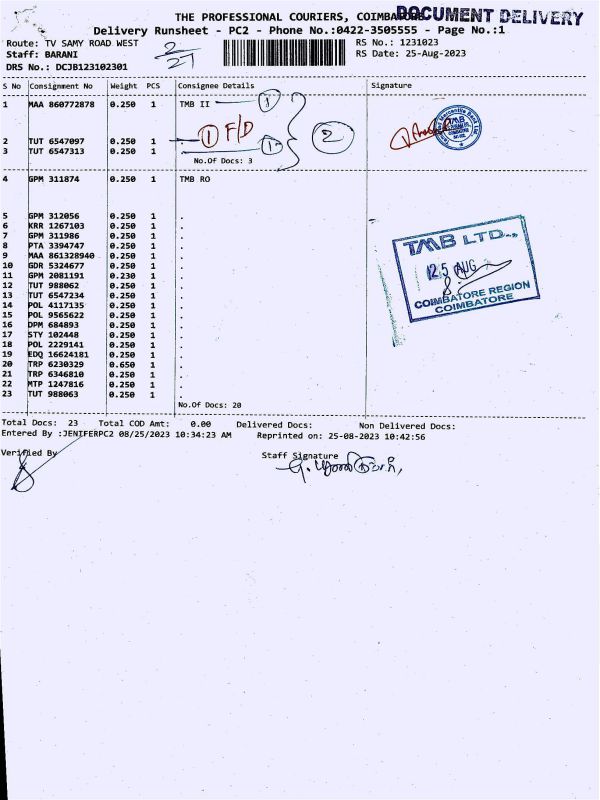 THE PROFESSIONAL COURIERS, COIMBATORE
DOCUMENT DELIVERY
Delivery Runsheet - PC2 - Phone No.:0422-3505555 - Page No.:1
Route: TV SAMY ROAD WEST
RS No.: 1231023
Staff: BARANI
RS Date: 25-Aug-2023
DRS No.: DCJB123102301
2/21
S No Consignment No Weight PCS Consignee Details Signature
1 MAA 860772878 0.250 1 TMB II 1
1 F/D 2
2 TUT 6547097 0.250 1 .
3 TUT 6547313 0.250 1 . 1
No.Of Docs: 3
4 GPM 311874 0.250 1 TMB RO
5 GPM 312056 0.250 1 .
6 KRR 1267103 0.250 1 .
7 GPM 311986 0.250 1 .
8 PTA 3394747 0.250 1 .
9 MAA 861328940 0.250 1 .
10 GDR 5324677 0.250 1 .
11 GPM 2081191 0.230 1 .
12 TUT 988062 0.250 1 .
13 TUT 6547234 0.250 1 .
14 POL 4117135 0.250 1 .
15 POL 9565622 0.250 1 .
16 DPM 684893 0.250 1 .
17 STY 102448 0.250 1 .
18 POL 2229141 0.250 1 .
19 EDQ 16624181 0.250 1 .
20 TRP 6230329 0.650 1 .
21 TRP 6346810 0.250 1 .
22 MTP 1247816 0.250 1 .
23 TUT 988063 0.250 1 .
No.Of Docs: 20
TMB LTD.,
25 AUG
COIMBATORE REGION
COIMBATORE
Total Docs: 23 Total COD Amt: 0.00 Delivered Docs: Non Delivered Docs:
Entered By :JENIFERPC2 08/25/2023 10:34:23 AM Reprinted on: 25-08-2023 10:42:56
Verified By
Staff Signature